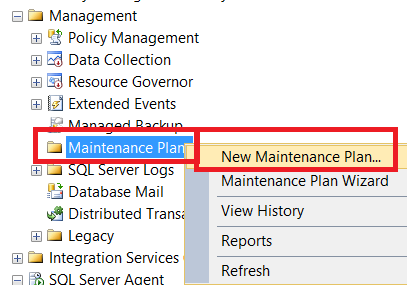 Management
Policy Management
Data Collection
Resource Governor
Extended Events
Managed Backup
Maintenance Plan
New Maintenance Plan...
SQL Server Logs
Maintenance Plan Wizard
Database Mail
Distributed Transa
View History
Legacy
Reports
Integration Services
Refresh
SQL Server Agent